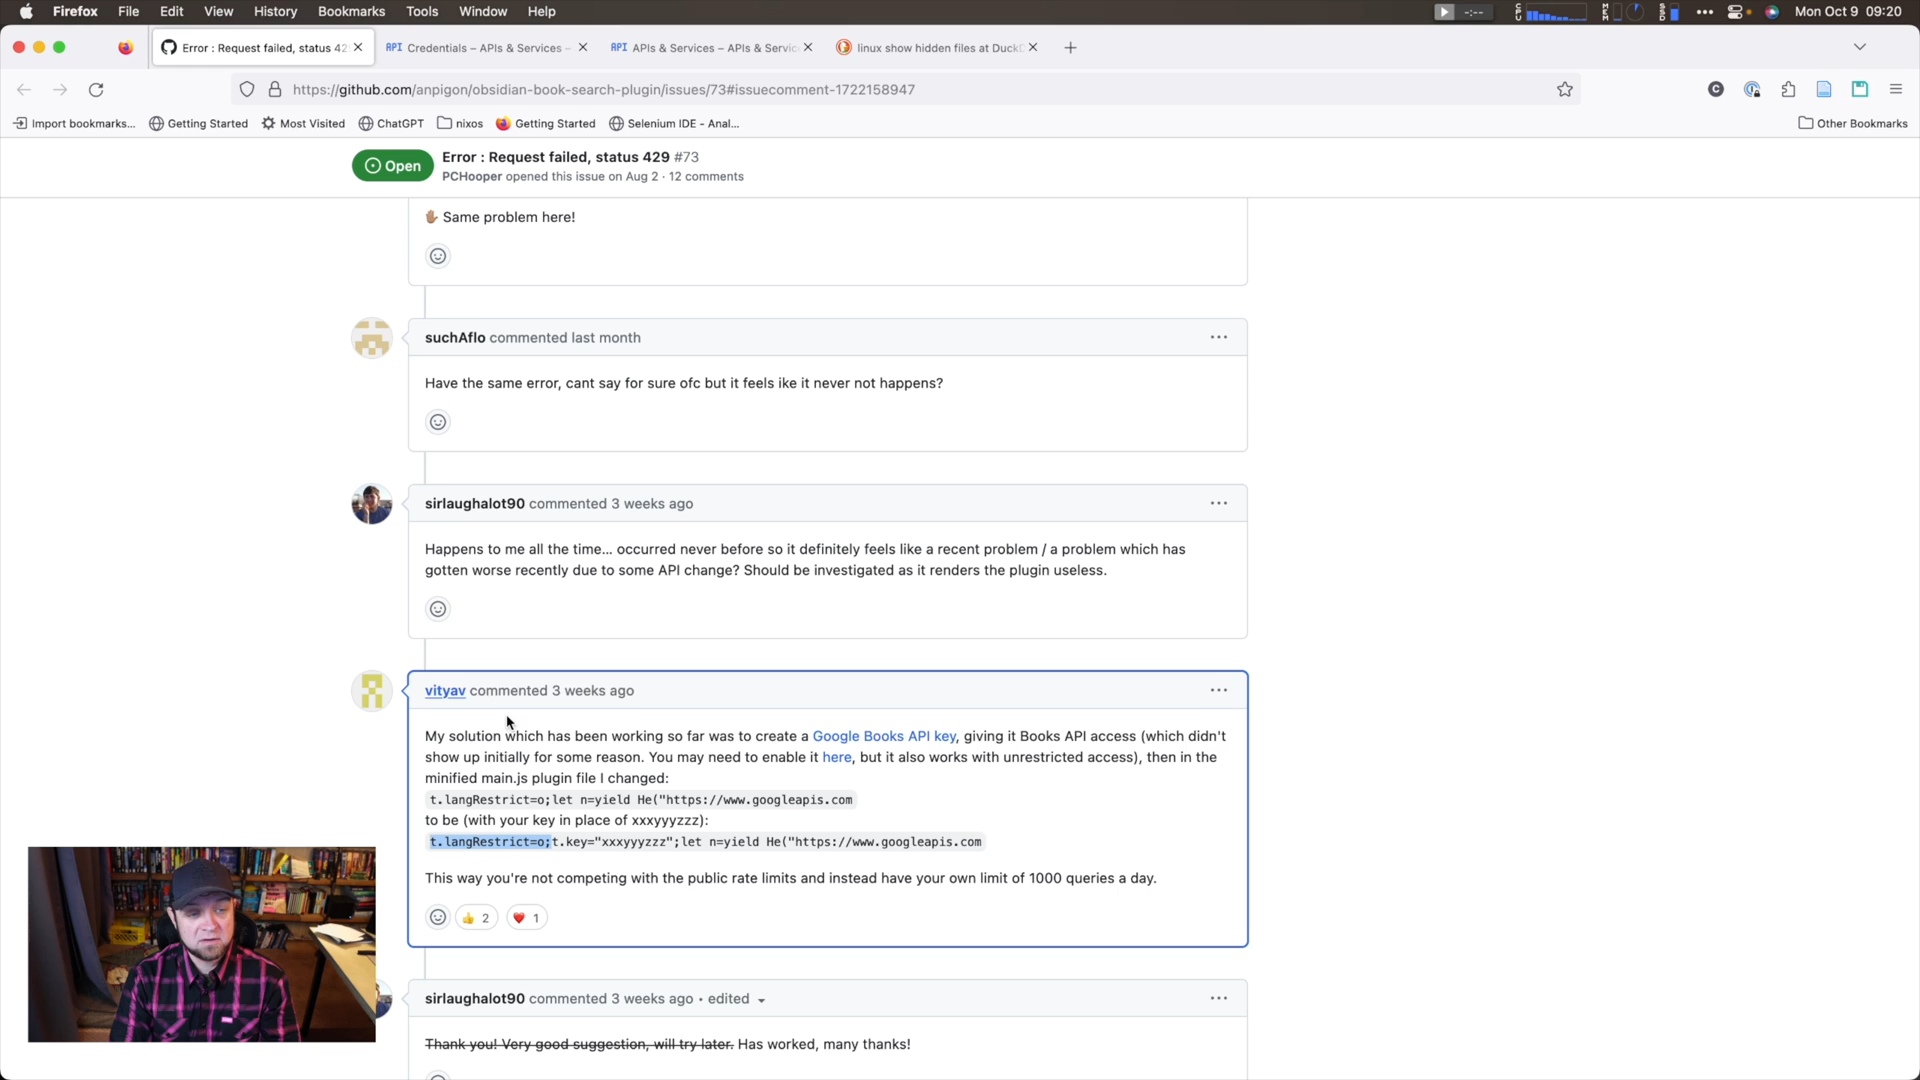 Firefox File Edit View History Bookmarks Tools Window Help
-:--
CPU
MEM
SSD
Mon Oct 9 09:20
Error : Request failed, status 42
API Credentials – APIs & Services –
API APIs & Services – APIs & Servic
linux show hidden files at Duck
https://github.com/anpigon/obsidian-book-search-plugin/issues/73#issuecomment-1722158947
C
Import bookmarks...
Getting Started
Most Visited
ChatGPT
nixos
Getting Started
Selenium IDE - Anal...
Other Bookmarks
Open
Error : Request failed, status 429 #73
PCHooper opened this issue on Aug 2 · 12 comments
✋🏽 Same problem here!
suchAflo commented last month
Have the same error, cant say for sure ofc but it feels ike it never not happens?
sirlaughalot90 commented 3 weeks ago
Happens to me all the time... occurred never before so it definitely feels like a recent problem / a problem which has
gotten worse recently due to some API change? Should be investigated as it renders the plugin useless.
vityav commented 3 weeks ago
My solution which has been working so far was to create a Google Books API key, giving it Books API access (which didn't
show up initially for some reason. You may need to enable it here, but it also works with unrestricted access), then in the
minified main.js plugin file I changed:
t.langRestrict=o;let n=yield He("https://www.googleapis.com
to be (with your key in place of xxxyyyzzz):
t.langRestrict=o;t.key="xxxyyyzzz";let n=yield He("https://www.googleapis.com
This way you're not competing with the public rate limits and instead have your own limit of 1000 queries a day.
👍 2
❤️ 1
sirlaughalot90 commented 3 weeks ago • edited
Thank you! Very good suggestion, will try later. Has worked, many thanks!